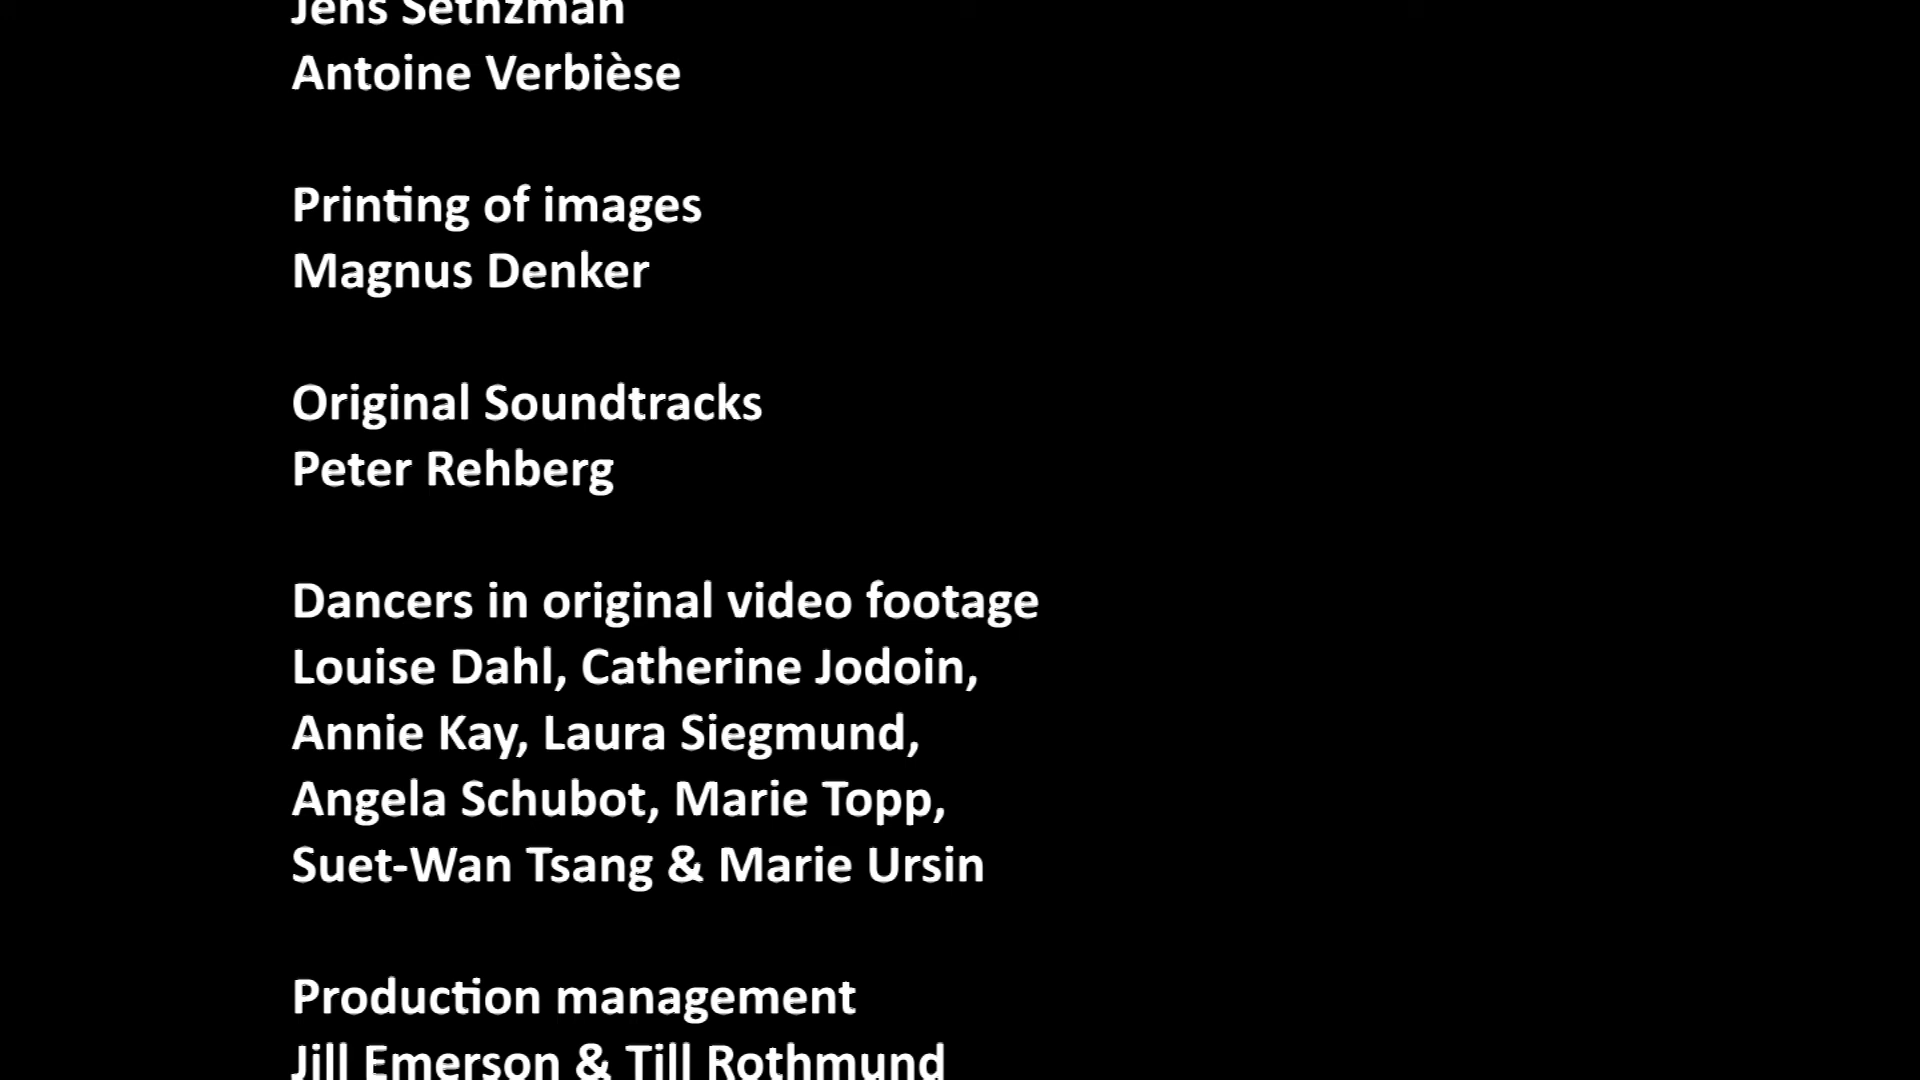 Jens Sethzman
Antoine Verbièse
Printing of images
Magnus Denker
Original Soundtracks
Peter Rehberg
Dancers in original video footage
Louise Dahl, Catherine Jodoin,
Annie Kay, Laura Siegmund,
Angela Schubot, Marie Topp,
Suet-Wan Tsang & Marie Ursin
Production management
Jill Emerson & Till Rothmund